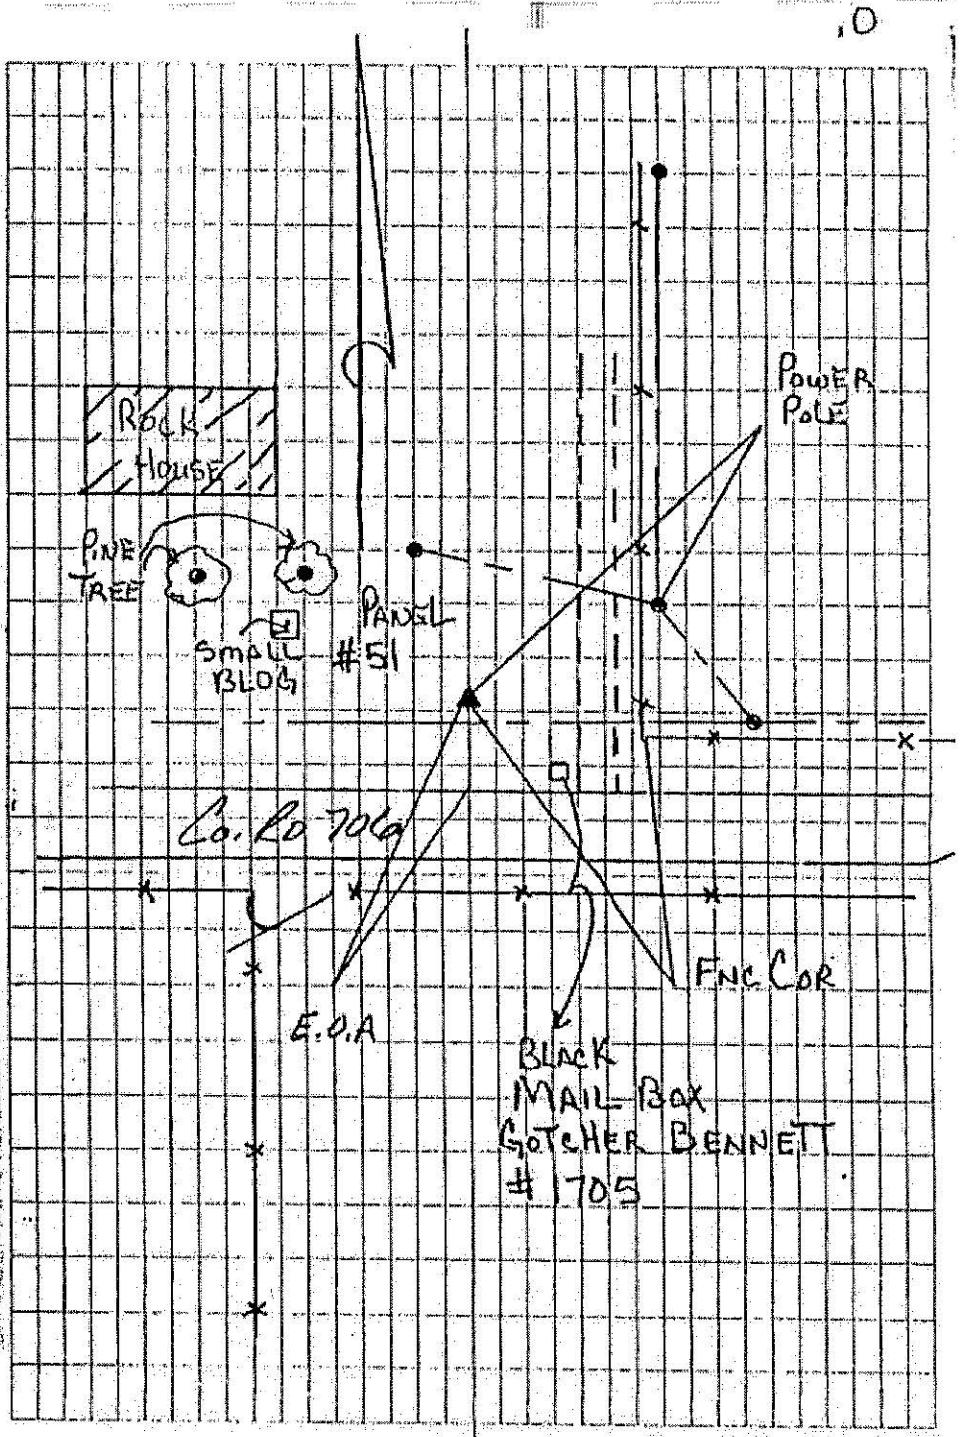 .0
Power
Pole
Rock
House
Pine
Tree
Panel
#51
Small
Bldg
Co. Rd 706
Fnc Cor
E.O.A
Black
Mail Box
Gotcher Bennett
#1705